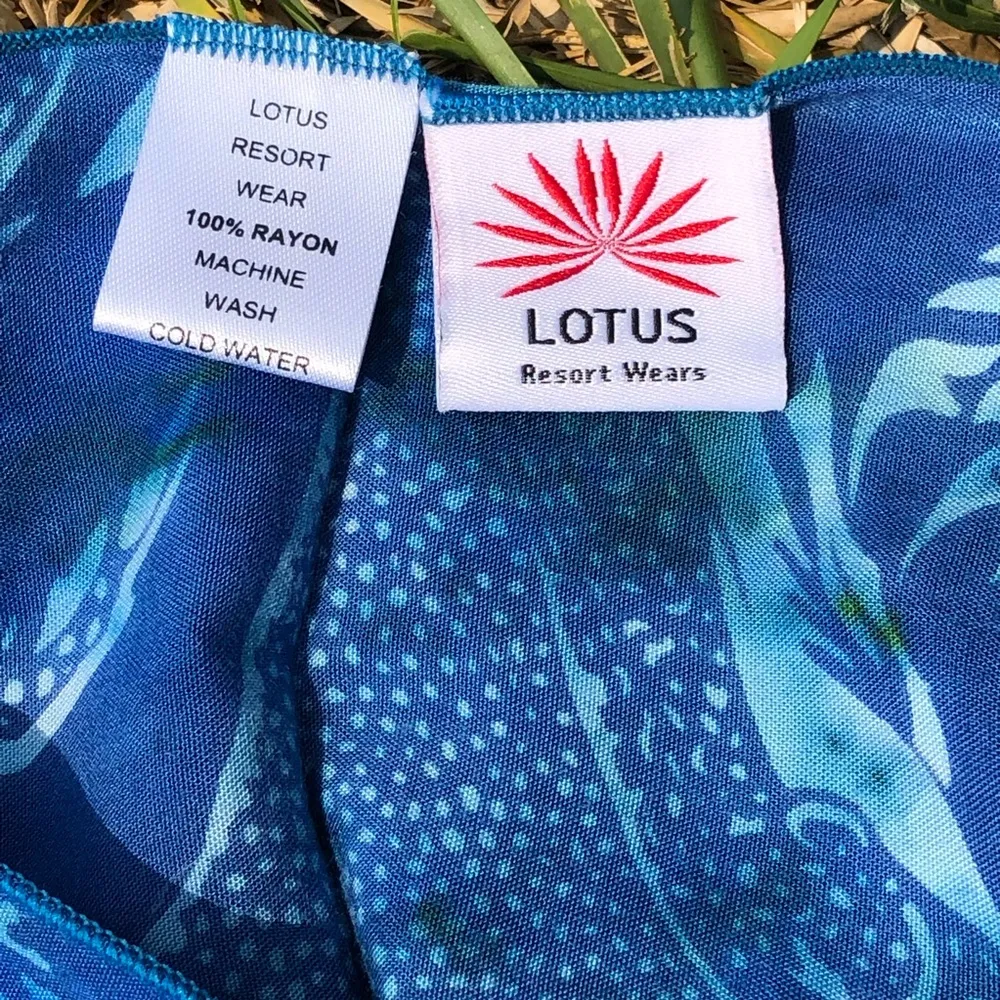 LOTUS
RESORT
WEAR
100% RAYON
MACHINE
WASH
COLD WATER
LOTUS
Resort Wears